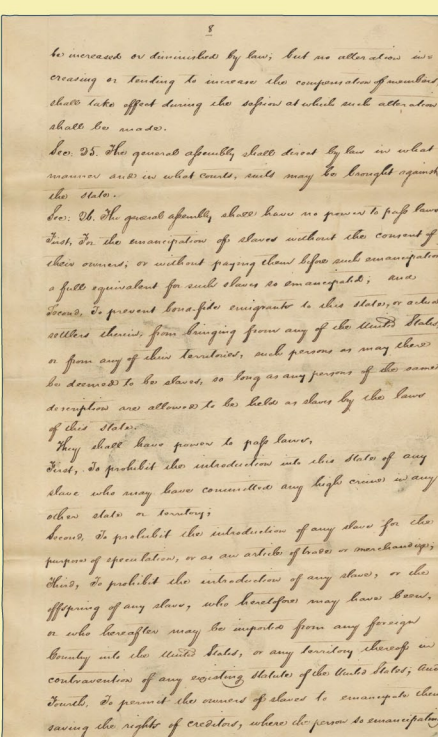 8
be increased or diminished by law; but no alteration in=
creasing or tending to increase the compensation of members,
shall take effect during the session at which such alteration
shall be made.
Sec. 25. The general assembly shall direct by law in what
manner and in what courts, suits may be brought against
the state.
Sec. 26. The general assembly shall have no power to pass laws
First, For the emancipation of slaves without the consent of
their owners; or without paying them before such emancipation
a full equivalent for such slaves so emancipated; and
Second, To prevent bona-fide emigrants to this state, or actual
settlers therein, from bringing from any of the United States,
or from any of their territories, such persons as may there
be deemed to be slaves, so long as any persons of the same
description are allowed to be held as slaves by the laws
of this state.
They shall have power to pass laws,
First, To prohibit the introduction into this state of any
slave who may have committed any high crime in any
other state or territory;
Second, To prohibit the introduction of any slave for the
purpose of speculation, or as an article of trade or merchandize;
Third, To prohibit the introduction of any slave, or the
offspring of any slave, who heretofore may have been,
or who hereafter may be imported from any foreign
Country into the United States, or any territory thereof in
contravention of any existing statute of the United States; And
Fourth, To permit the owners of slaves to emancipate them
saving the rights of creditors, where the person so emancipating